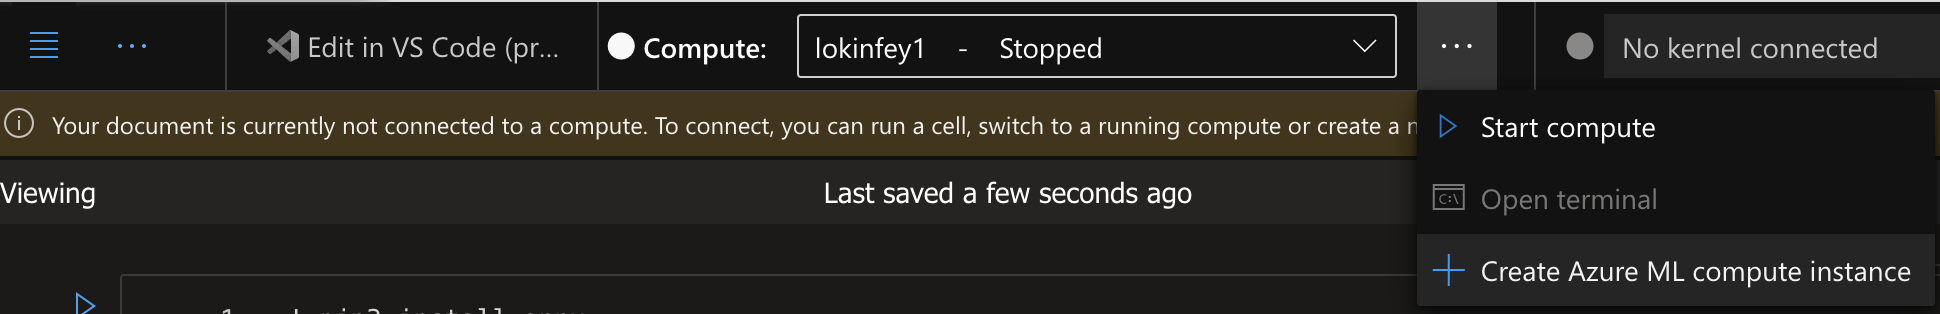 Edit in VS Code (pr...
Compute:
lokinfey1 - Stopped
...
No kernel connected
Your document is currently not connected to a compute. To connect, you can run a cell, switch to a running compute or create a
Start compute
Viewing
Last saved a few seconds ago
Open terminal
Create Azure ML compute instance
1